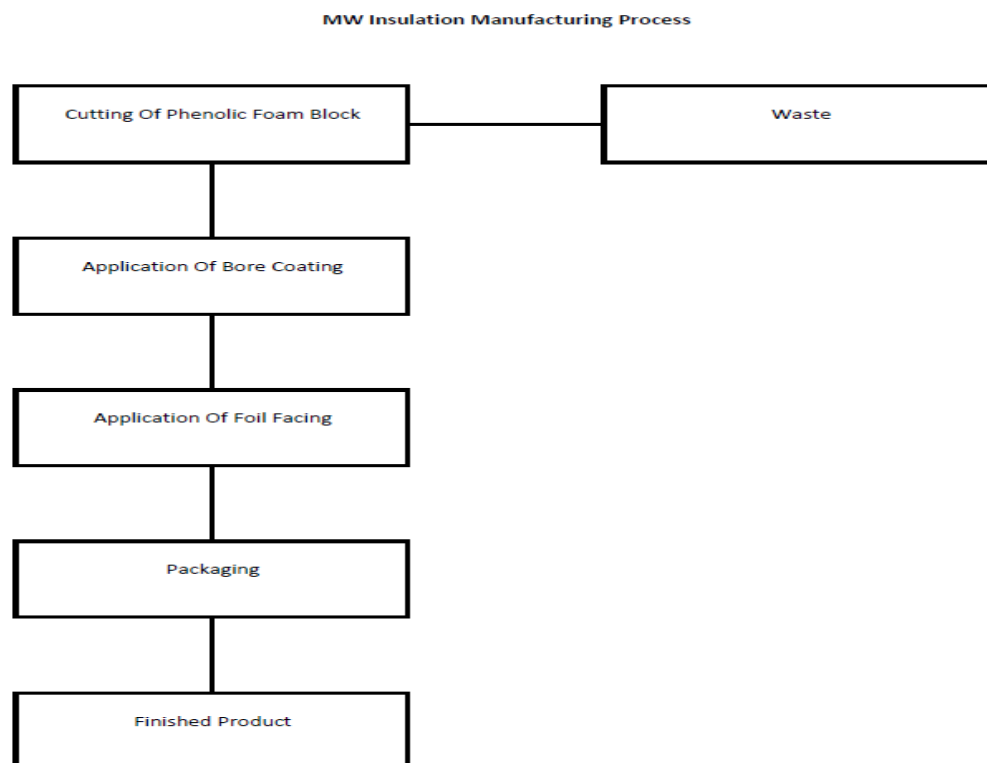 MW Insulation Manufacturing Process
Cutting Of Phenolic Foam Block
Waste
Application Of Bore Coating
Application Of Foil Facing
Packaging
Finished Product